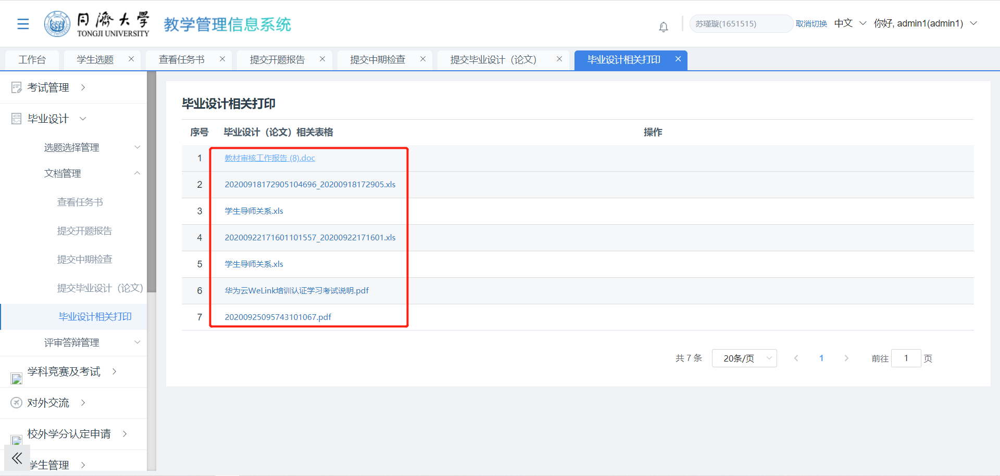 同濟大學
TONGJI UNIVERSITY
教学管理信息系统
苏瑾璇(1651515)
取消切换
中文
你好, admin1(admin1)
工作台
学生选题
查看任务书
提交开题报告
提交中期检查
提交毕业设计（论文）
毕业设计相关打印
考试管理
毕业设计
选题选择管理
文档管理
查看任务书
提交开题报告
提交中期检查
提交毕业设计（论文）
毕业设计相关打印
评审答辩管理
学科竞赛及考试
对外交流
校外学分认定申请
学生管理
毕业设计相关打印
序号 毕业设计（论文）相关表格 操作
1 教材审核工作报告 (8).doc
2 20200918172905104696_20200918172905.xls
3 学生导师关系.xls
4 20200922171601101557_20200922171601.xls
5 学生导师关系.xls
6 华为云WeLink培训认证学习考试说明.pdf
7 20200925095743101067.pdf
共 7 条 20条/页 1 前往 1 页